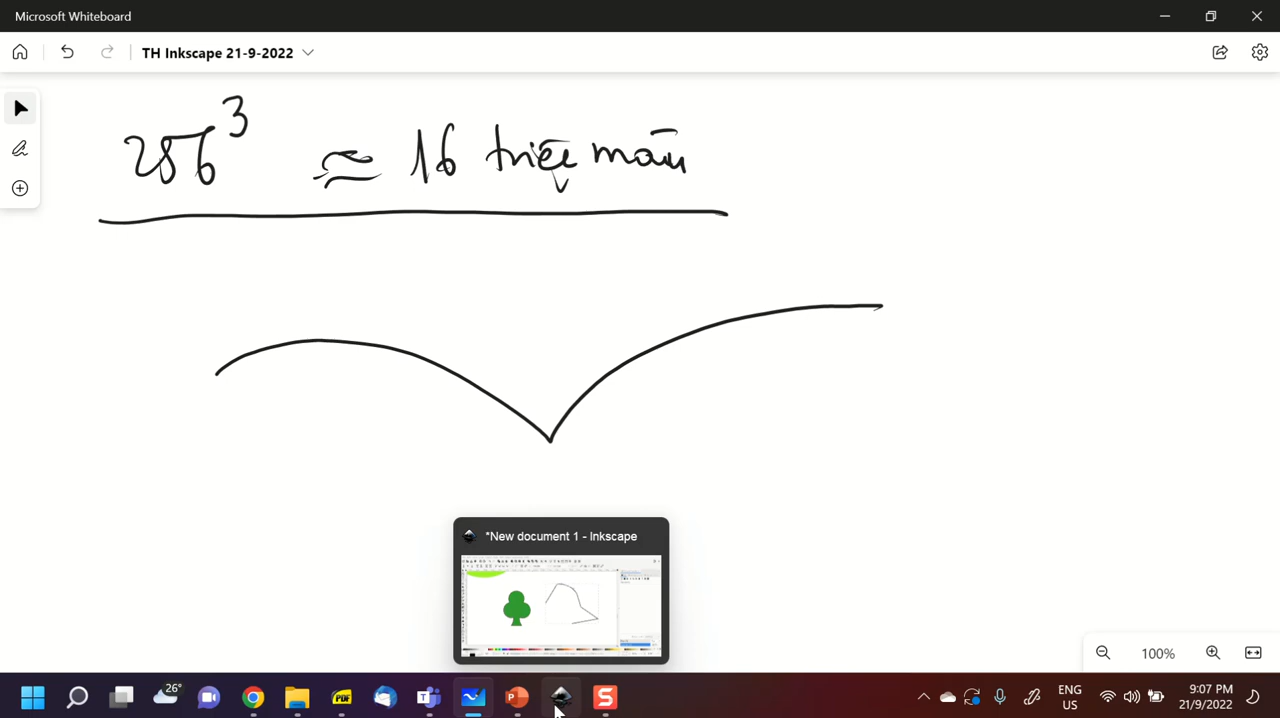 Microsoft Whiteboard
TH Inkscape 21-9-2022
256³ ≈ 16 triệu màu
*New document 1 - Inkscape
100%
26°
PDF
ENG
US
9:07 PM
21/9/2022